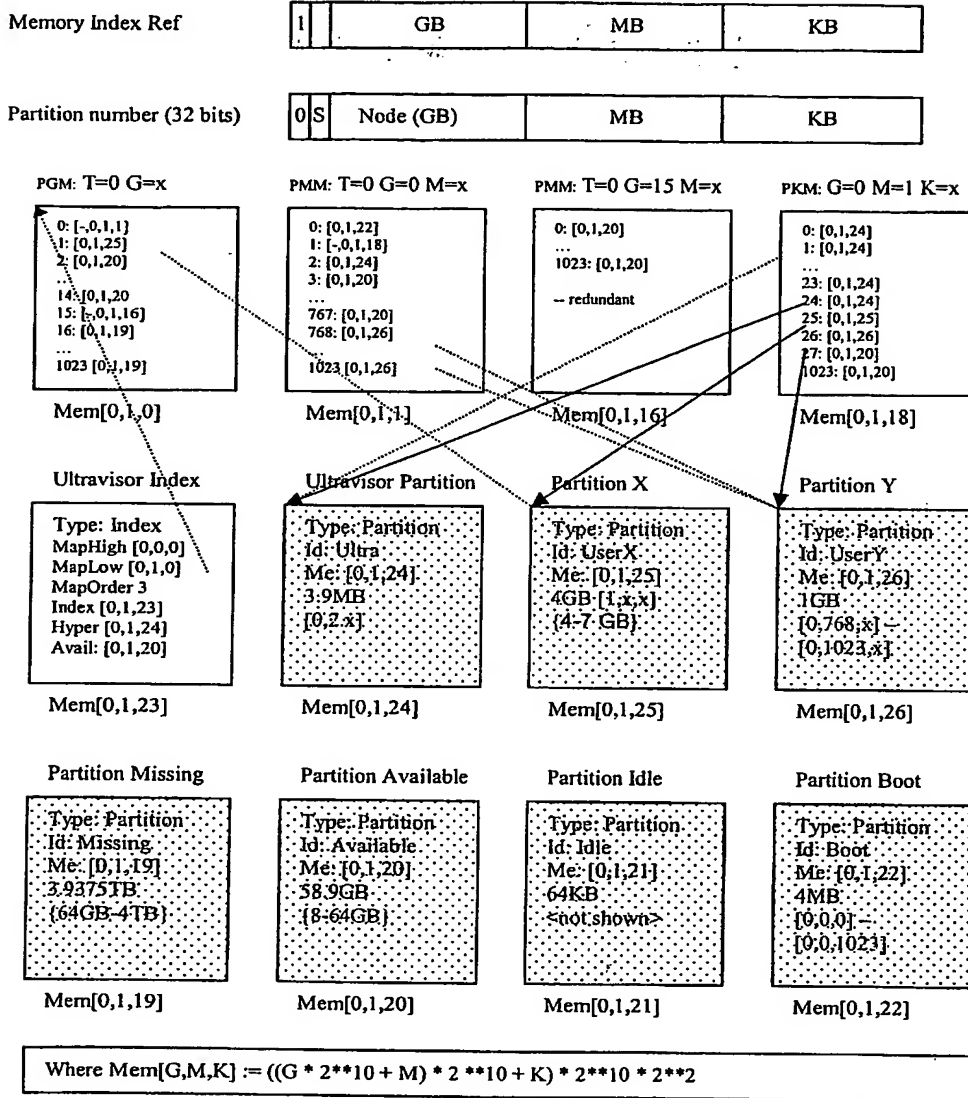 Memory Index Ref
1 GB MB KB
Partition number (32 bits)
0 S Node (GB) MB KB
PGM: T=0 G=x
0: [-,0,1,1}
1: [0,1,25]
2: [0,1,20]
...
14: [0,1,20
15: [-,0,1,16]
16: [0,1,19]
...
1023 [0,1,19]
Mem[0,1,0]
PMM: T=0 G=0 M=x
0: [0,1,22]
1: [-,0,1,18]
2: [0,1,24]
3: [0,1,20]
...
767: [0,1,20]
768: [0,1,26]
...
1023 [0,1,26]
Mem[0,1,1]
PMM: T=0 G=15 M=x
0: [0,1,20]
...
1023: [0,1,20]
-- redundant
Mem[0,1,16]
PKM: G=0 M=1 K=x
0: [0,1,24]
1: [0,1,24]
...
23: [0,1,24]
24: [0,1,24]
25: [0,1,25]
26: [0,1,26]
27: [0,1,20]
1023: [0,1,20]
Mem[0,1,18]
Ultravisor Index
Type: Index
MapHigh [0,0,0]
MapLow [0,1,0]
MapOrder 3
Index [0,1,23]
Hyper [0,1,24]
Avail: [0,1,20]
Mem[0,1,23]
Ultravisor Partition
Type: Partition
Id: Ultra
Me: [0,1,24]
3.9MB
[0,2,x]
Mem[0,1,24]
Partition X
Type: Partition
Id: UserX
Me: [0,1,25]
4GB [1,x,x]
{4-7 GB}
Mem[0,1,25]
Partition Y
Type: Partition
Id: UserY
Me: [0,1,26]
1GB
[0,768,x] –
[0,1023,x]
Mem[0,1,26]
Partition Missing
Type: Partition
Id: Missing
Me: [0,1,19]
3.9375TB
{64GB-4TB}
Mem[0,1,19]
Partition Available
Type: Partition
Id: Available
Me: [0,1,20]
58.9GB
{8-64GB}
Mem[0,1,20]
Partition Idle
Type: Partition
Id: Idle
Me: [0,1,21]
64KB
<not shown>
Mem[0,1,21]
Partition Boot
Type: Partition
Id: Boot
Me: [0,1,22]
4MB
[0,0,0] –
[0,0,1023]
Mem[0,1,22]
Where Mem[G,M,K] := ((G * 2**10 + M) * 2 **10 + K) * 2**10 * 2**2